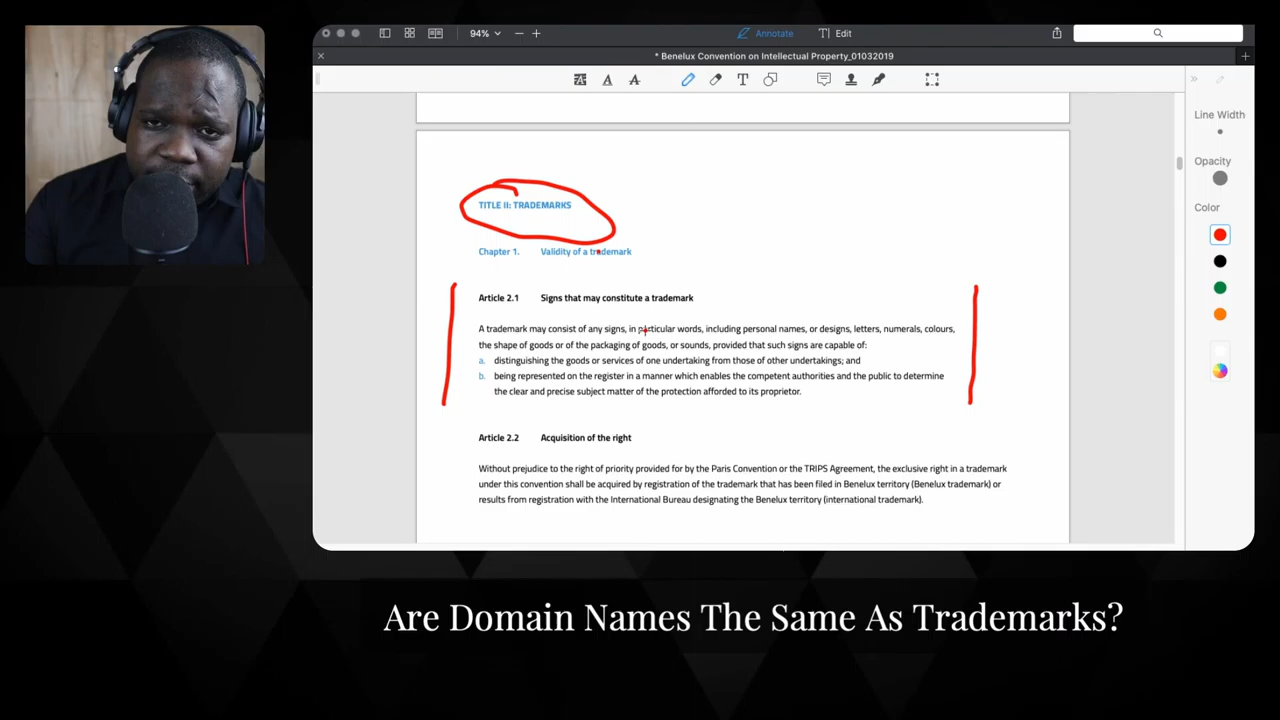 94%
Annotate
Edit
* Benelux Convention on Intellectual Property_01032019
Line Width
Opacity
Color
TITLE II: TRADEMARKS
Chapter 1. Validity of a trademark
Article 2.1 Signs that may constitute a trademark
A trademark may consist of any signs, in particular words, including personal names, or designs, letters, numerals, colours,
the shape of goods or of the packaging of goods, or sounds, provided that such signs are capable of:
a. distinguishing the goods or services of one undertaking from those of other undertakings; and
b. being represented on the register in a manner which enables the competent authorities and the public to determine
the clear and precise subject matter of the protection afforded to its proprietor.
Article 2.2 Acquisition of the right
Without prejudice to the right of priority provided for by the Paris Convention or the TRIPS Agreement, the exclusive right in a trademark
under this convention shall be acquired by registration of the trademark that has been filed in Benelux territory (Benelux trademark) or
results from registration with the International Bureau designating the Benelux territory (international trademark).
Are Domain Names The Same As Trademarks?